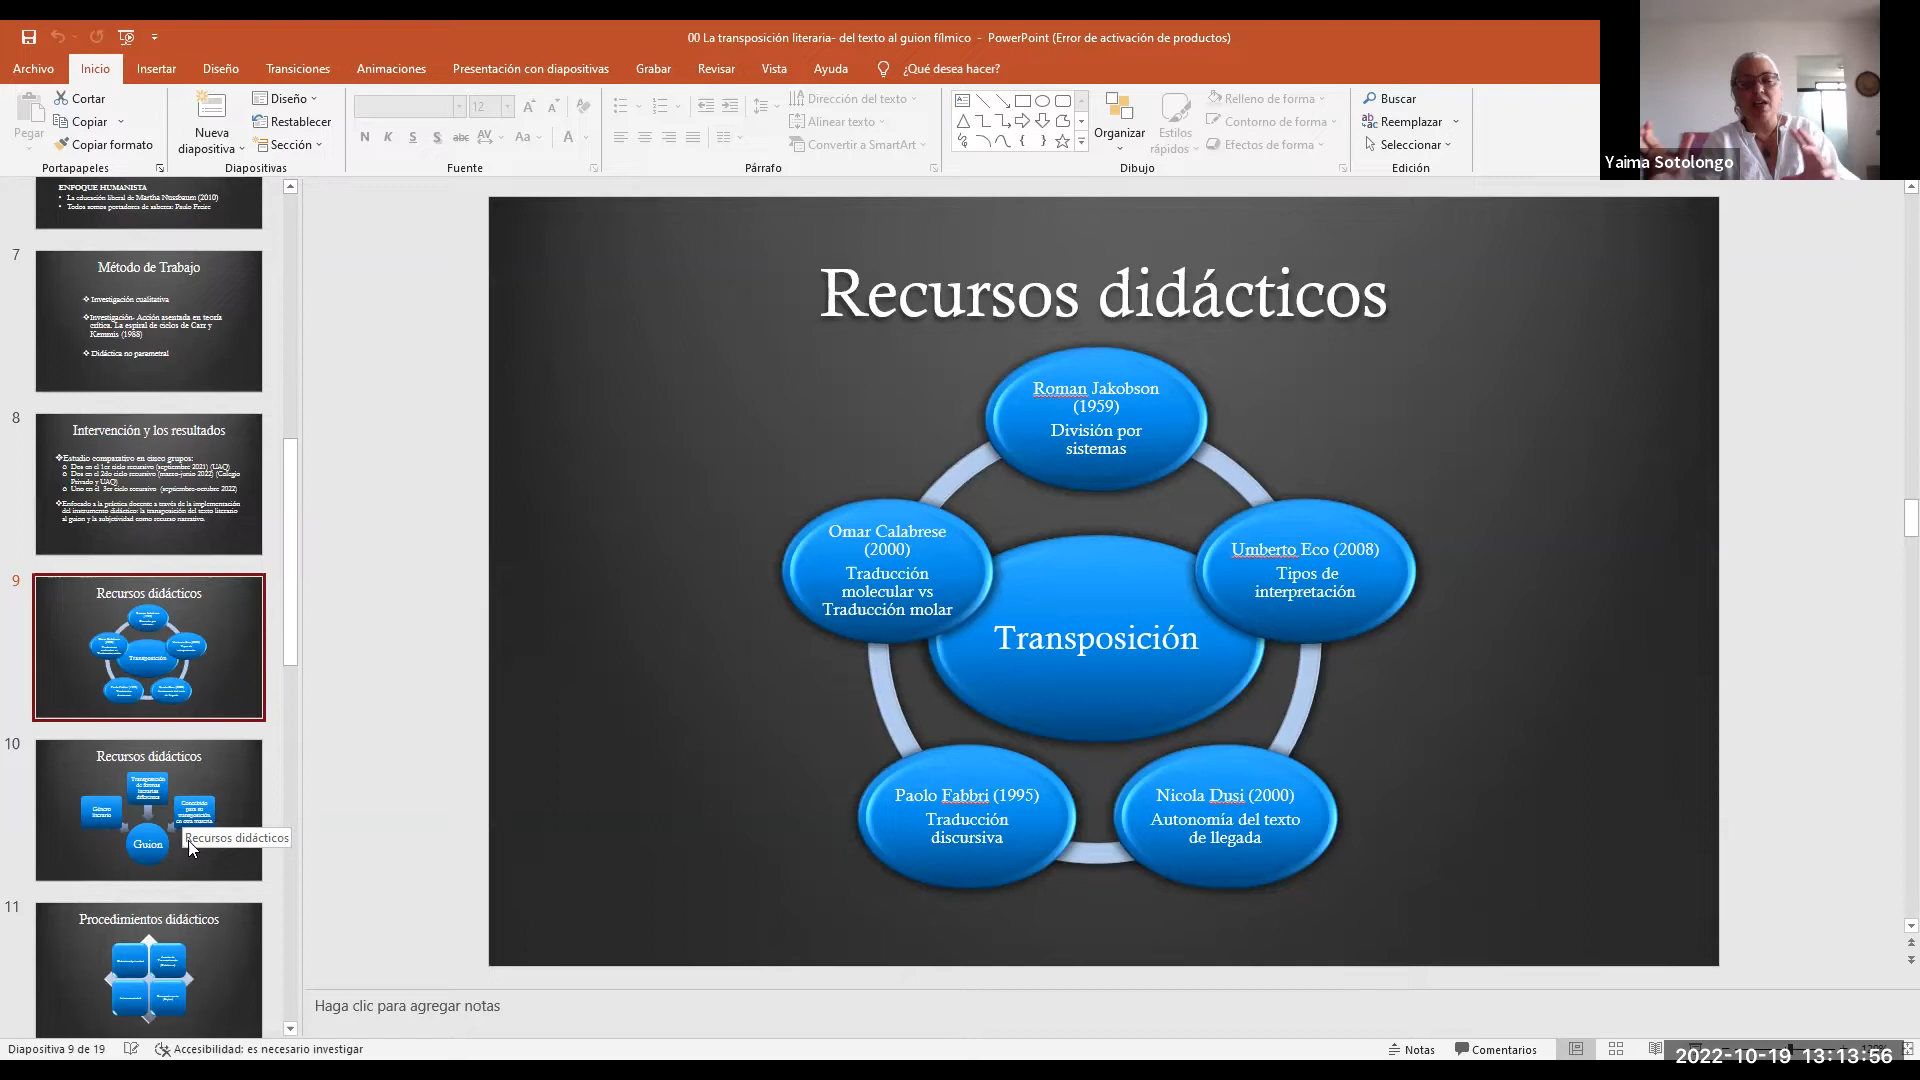 00 La transposición literaria- del texto al guion fílmico - PowerPoint (Error de activación de productos)
Archivo Inicio Insertar Diseño Transiciones Animaciones Presentación con diapositivas Grabar Revisar Vista Ayuda ¿Qué desea hacer?
Pegar
Cortar
Copiar
Copiar formato
Portapapeles
Nueva
diapositiva
Diseño
Restablecer
Sección
Diapositivas
12
N K S S abc AV Aa A
Fuente
Dirección del texto
Alinear texto
Convertir a SmartArt
Párrafo
Organizar
Estilos
rápidos
Relleno de forma
Contorno de forma
Efectos de forma
Dibujo
Buscar
Reemplazar
Seleccionar
Edición
Yaima Sotolongo
ENFOQUE HUMANISTA
• La educación liberal de Martha Nussbaum (2010)
• Todos somos portadores de saberes: Paulo Freire
7
Método de Trabajo
Investigación cualitativa
Investigación- Acción asentada en teoría
crítica. La espiral de ciclos de Carr y
Kemmis (1988)
Didáctica no parametral
8
Intervención y los resultados
Estudio comparativo en cinco grupos:
o Dos en el 1er ciclo recursivo (septiembre 2021) (UAQ)
o Dos en el 2do ciclo recursivo (marzo-junio 2022) (Colegio
Privado y UAQ)
o Uno en el 3er ciclo recursivo (septiembre-octubre 2022)
Enfocado a la práctica docente a través de la implementación
del instrumento didáctico: la transposición del texto literario
al guion y la subjetividad como recurso narrativo.
9
Recursos didácticos
Transposición
10
Recursos didácticos
Transposición
de formas
literarias
diferentes
Género
literario
Concebido
para su
transposición
en otra materia
Guion
Recursos didácticos
11
Procedimientos didácticos
Recursos didácticos
Roman Jakobson
(1959)
División por
sistemas
Omar Calabrese
(2000)
Traducción
molecular vs
Traducción molar
Umberto Eco (2008)
Tipos de
interpretación
Transposición
Paolo Fabbri (1995)
Traducción
discursiva
Nicola Dusi (2000)
Autonomía del texto
de llegada
Haga clic para agregar notas
Diapositiva 9 de 19
Accesibilidad: es necesario investigar
Notas
Comentarios
2022-10-19 13:13:56